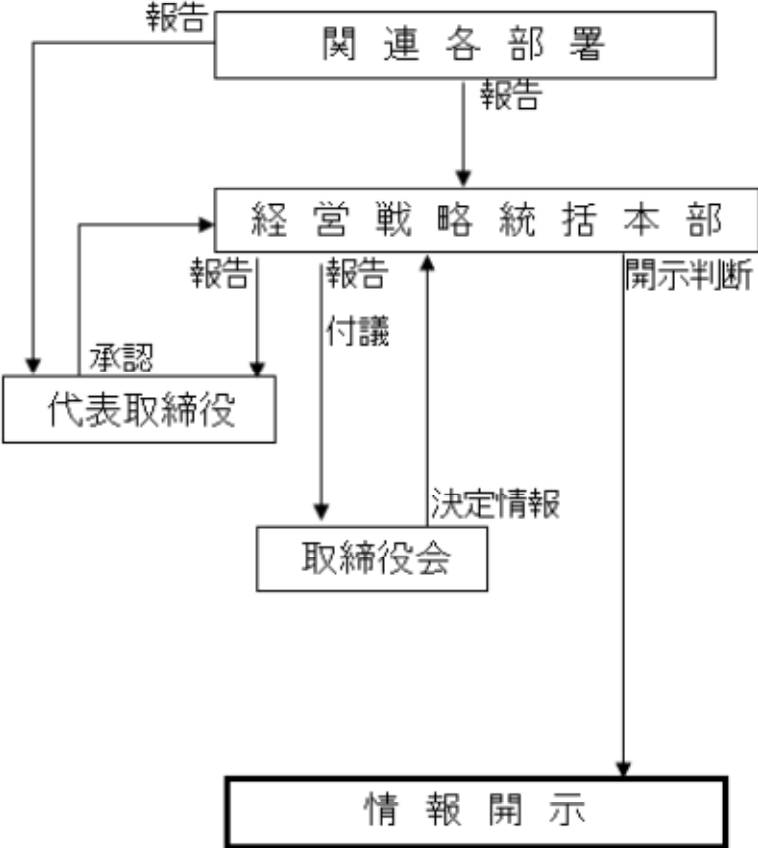 報告
関連各部署
報告
経営戦略統括本部
報告
報告
開示判断
付議
承認
代表取締役
決定情報
取締役会
情報開示